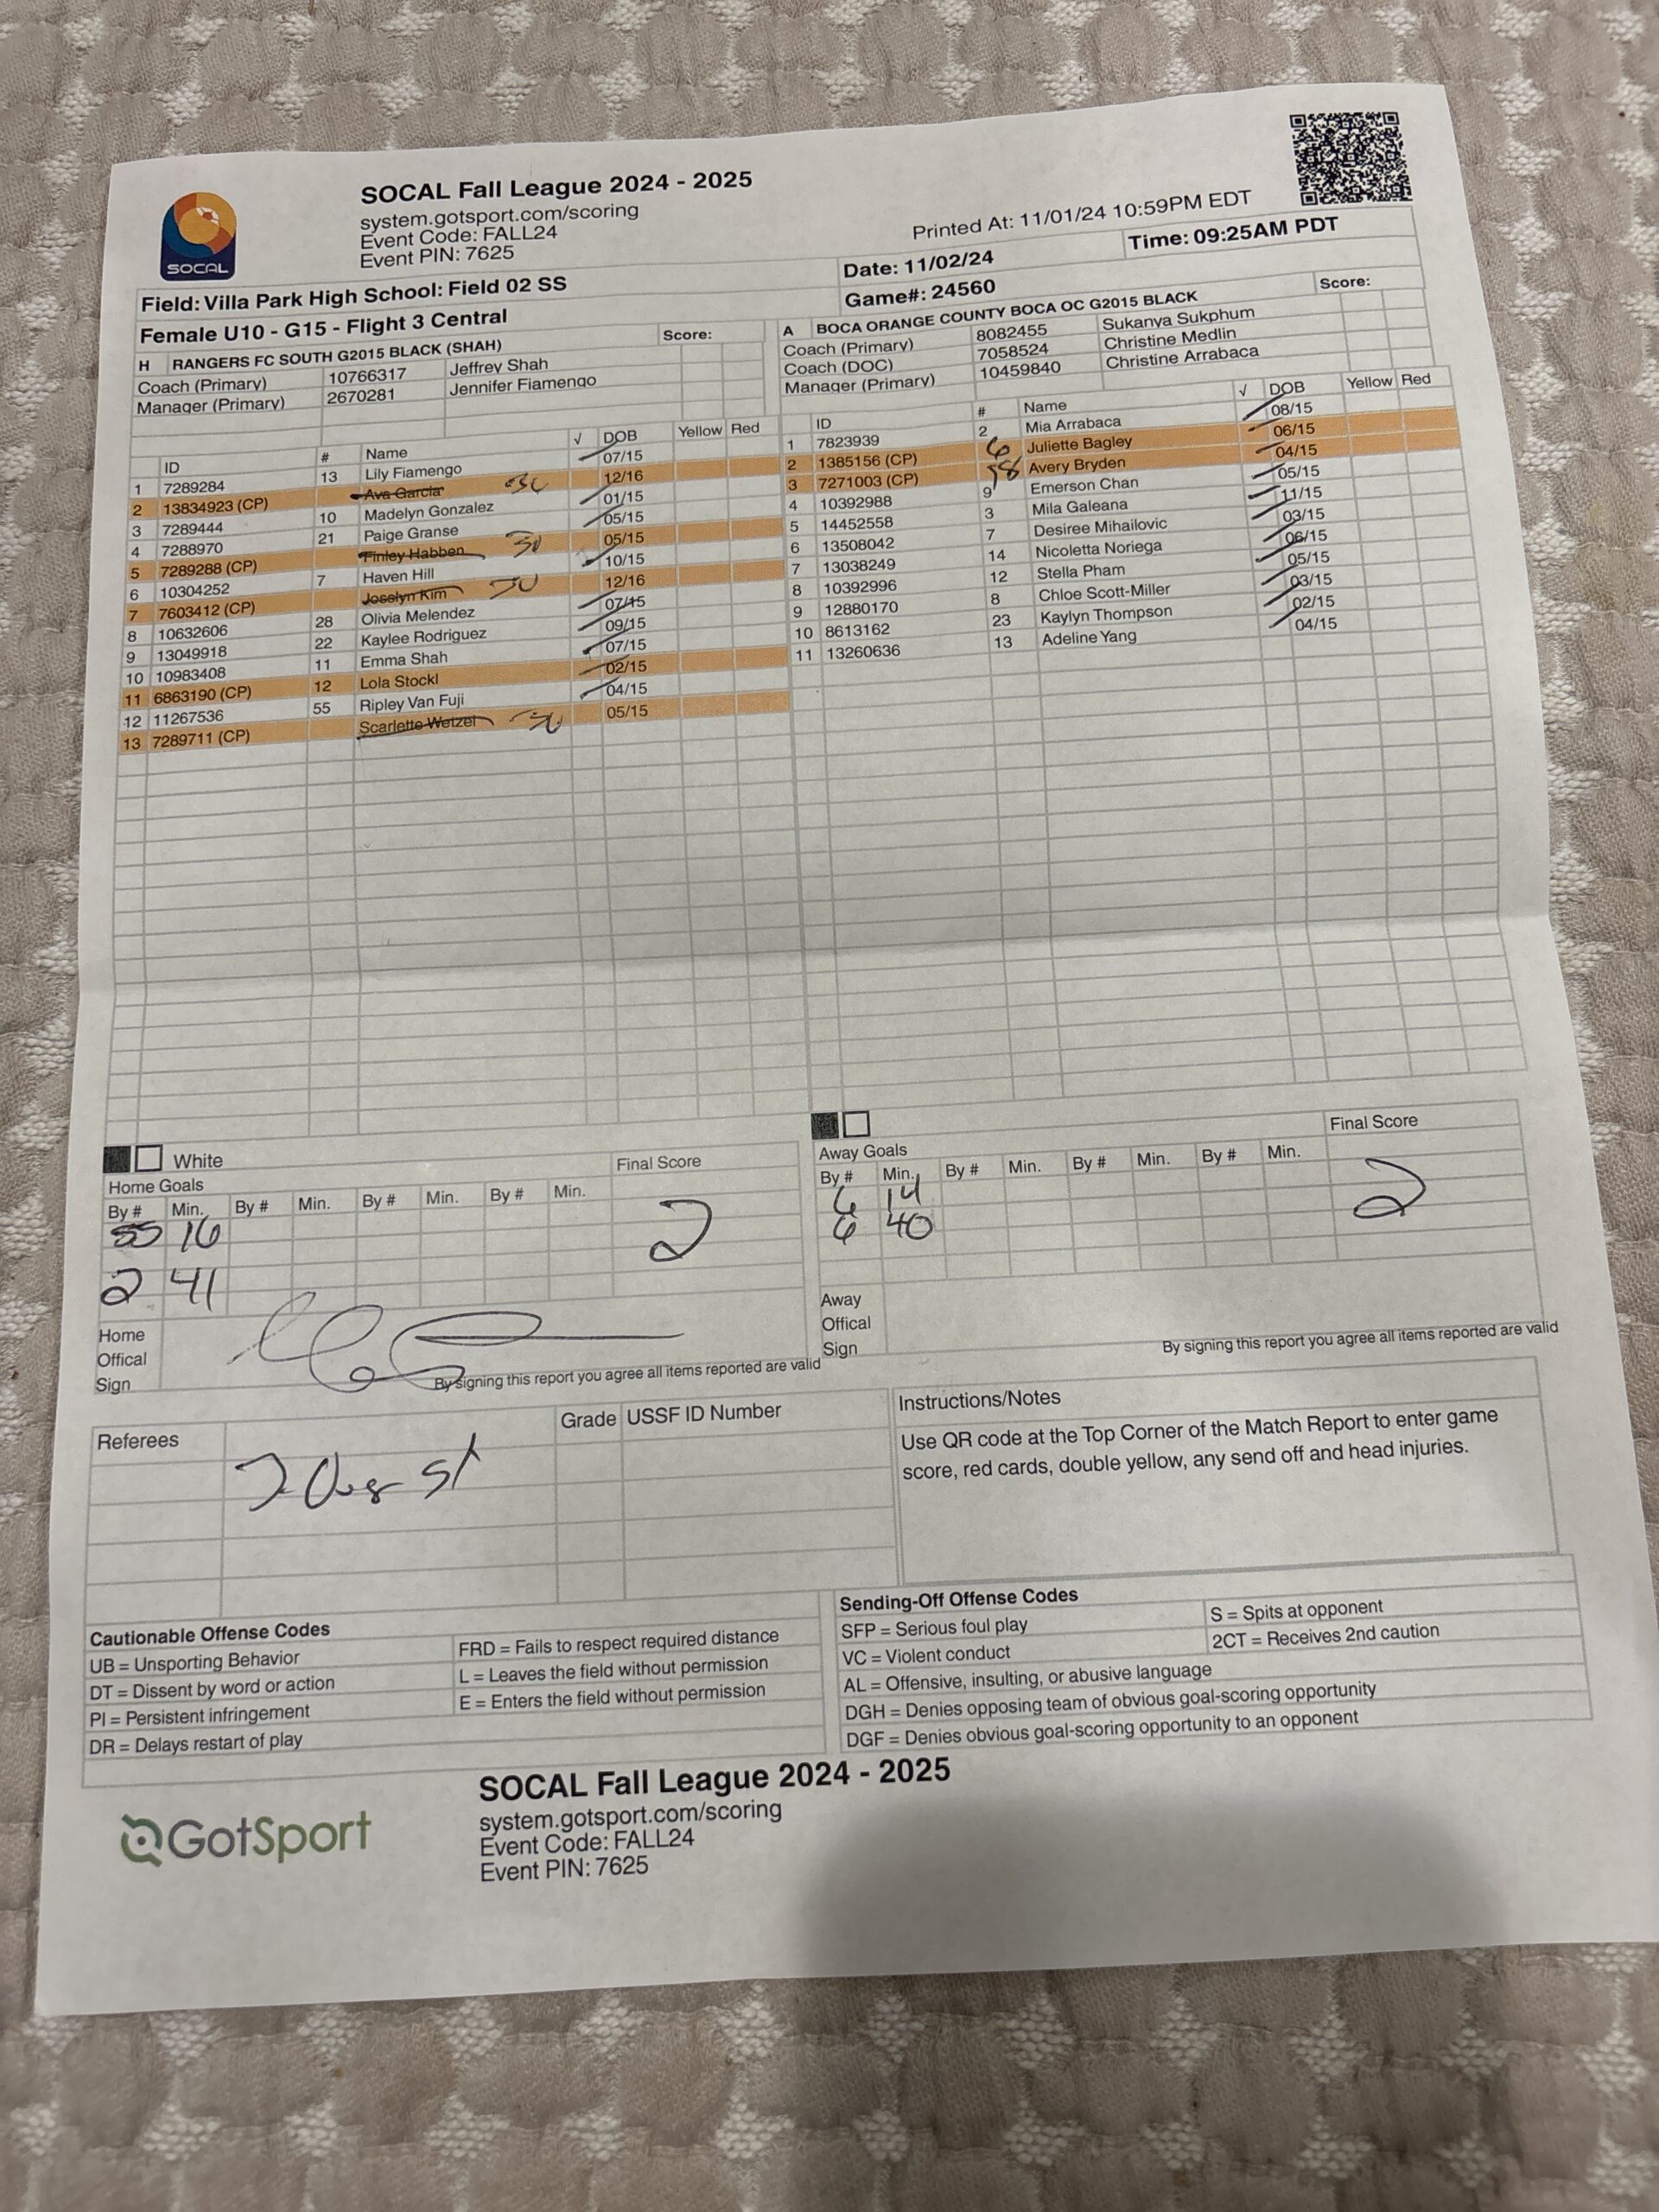 SOCAL Fall League 2024 - 2025
system.gotsport.com/scoring
Event Code: FALL24
Event PIN: 7625
SOCAL
Printed At: 11/01/24 10:59PM EDT
Field: Villa Park High School: Field 02 SS
Date: 11/02/24
Time: 09:25AM PDT
Female U10 - G15 - Flight 3 Central
Game#: 24560
H RANGERS FC SOUTH G2015 BLACK (SHAH) Score:
Coach (Primary) 10766317 Jeffrey Shah
Manager (Primary) 2670281 Jennifer Fiamengo
ID # Name √ DOB Yellow Red
1 7289284 13 Lily Fiamengo 07/15
2 13834923 (CP) Ava Garcia 12/16
3 7289444 10 Madelyn Gonzalez 01/15
4 7288970 21 Paige Granse 05/15
5 7289288 (CP) Finley Habben 05/15
6 10304252 7 Haven Hill 10/15
7 7603412 (CP) Joselyn Kim 12/16
8 10632606 28 Olivia Melendez 07/15
9 13049918 22 Kaylee Rodriguez 09/15
10 10983408 11 Emma Shah 07/15
11 6863190 (CP) 12 Lola Stockl 02/15
12 11267536 55 Ripley Van Fuji 04/15
13 7289711 (CP) Scarlette Wetzel 05/15
A BOCA ORANGE COUNTY BOCA OC G2015 BLACK Score:
Coach (Primary) 8082455 Sukanya Sukphum
Coach (DOC) 7058524 Christine Medlin
Manager (Primary) 10459840 Christine Arrabaca
ID # Name √ DOB Yellow Red
1 7823939 2 Mia Arrabaca 08/15
2 1385156 (CP) 6 Juliette Bagley 06/15
3 7271003 (CP) Avery Bryden 04/15
4 10392988 9 Emerson Chan 05/15
5 14452558 3 Mila Galeana 11/15
6 13508042 7 Desiree Mihailovic 03/15
7 13038249 14 Nicoletta Noriega 06/15
8 10392996 12 Stella Pham 05/15
9 12880170 8 Chloe Scott-Miller 03/15
10 8613162 23 Kaylyn Thompson 02/15
11 13260636 13 Adeline Yang 04/15
White
Home Goals Final Score
By # Min. By # Min. By # Min. By # Min.
55 16
2 41
2
Home
Offical
Sign
By signing this report you agree all items reported are valid
Away Goals Final Score
By # Min. By # Min. By # Min. By # Min.
6 14
6 40
2
Away
Offical
Sign
By signing this report you agree all items reported are valid
Referees Grade USSF ID Number
Instructions/Notes
Use QR code at the Top Corner of the Match Report to enter game
score, red cards, double yellow, any send off and head injuries.
Cautionable Offense Codes
UB = Unsporting Behavior
DT = Dissent by word or action
PI = Persistent infringement
DR = Delays restart of play
FRD = Fails to respect required distance
L = Leaves the field without permission
E = Enters the field without permission
Sending-Off Offense Codes
SFP = Serious foul play
VC = Violent conduct
AL = Offensive, insulting, or abusive language
DGH = Denies opposing team of obvious goal-scoring opportunity
DGF = Denies obvious goal-scoring opportunity to an opponent
S = Spits at opponent
2CT = Receives 2nd caution
GotSport
SOCAL Fall League 2024 - 2025
system.gotsport.com/scoring
Event Code: FALL24
Event PIN: 7625